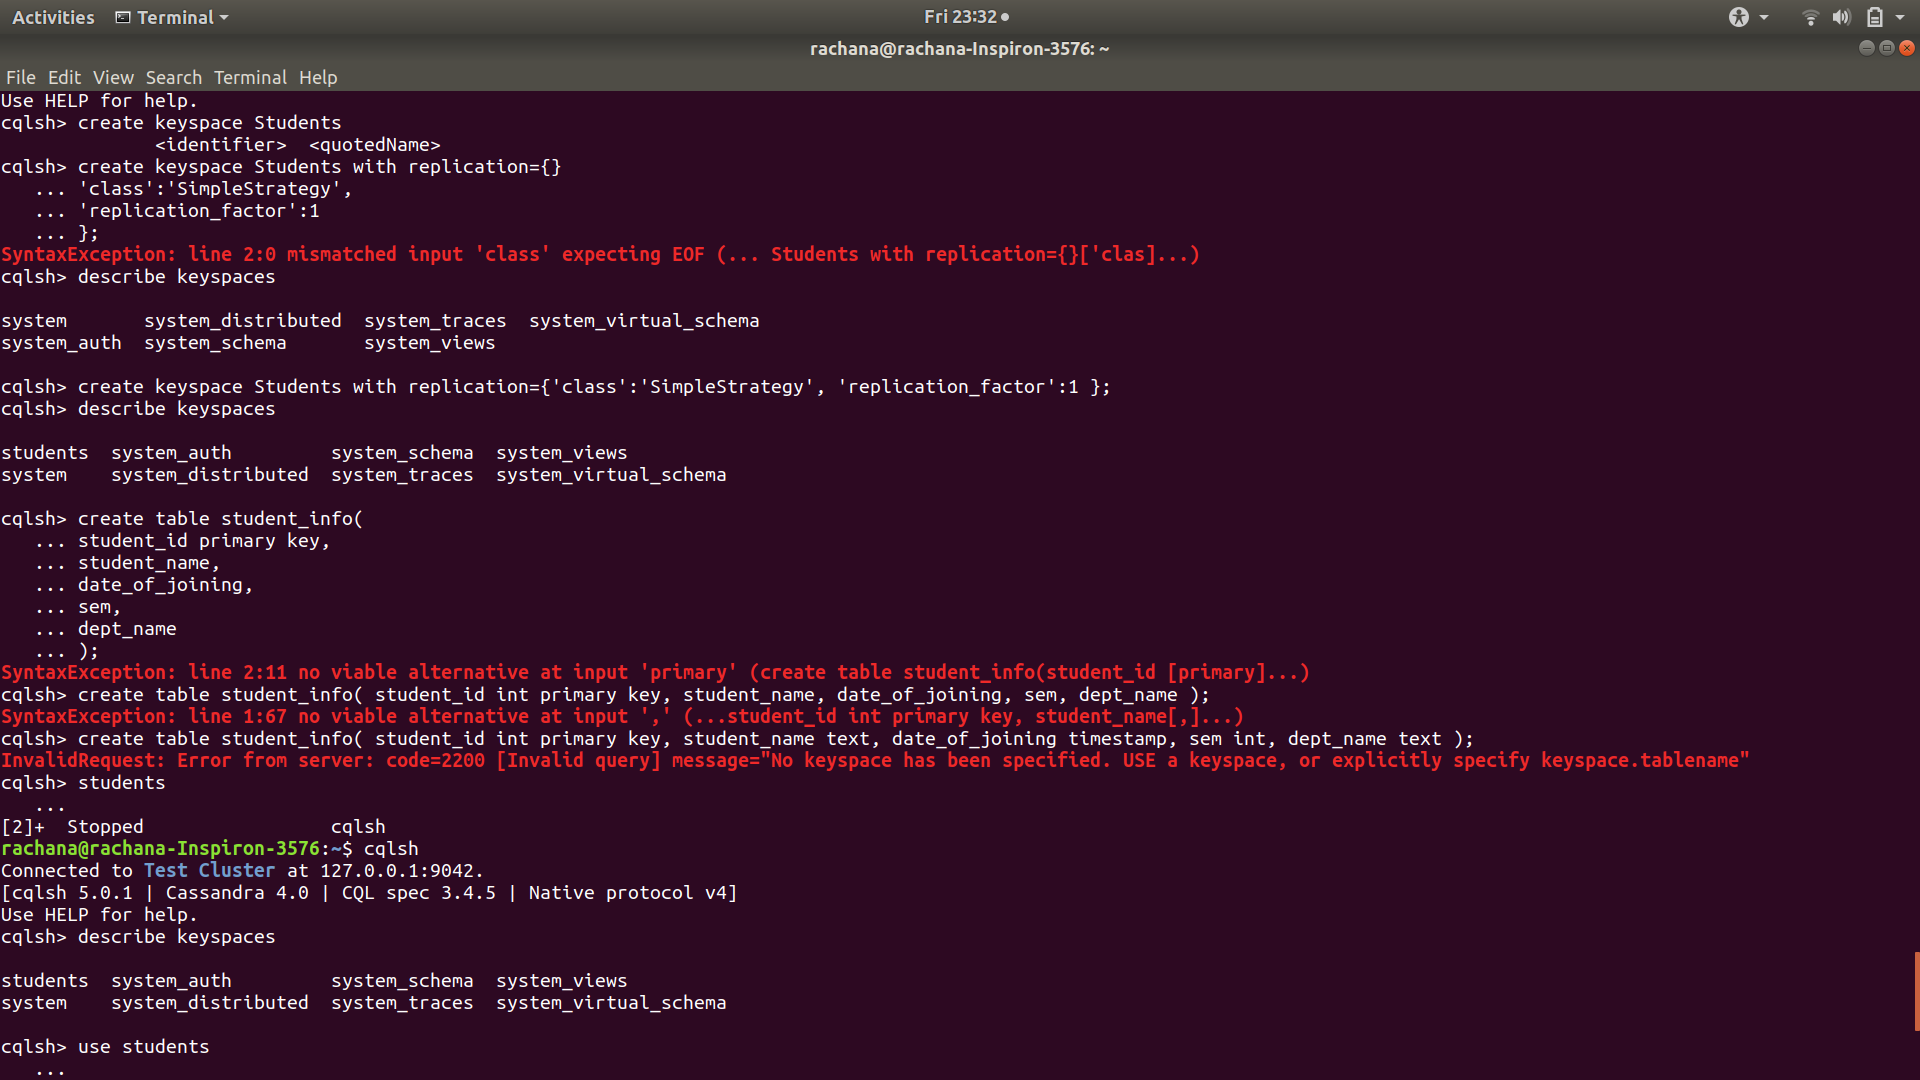 Activities Terminal Fri 23:32
rachana@rachana-Inspiron-3576: ~
File Edit View Search Terminal Help
Use HELP for help.
cqlsh> create keyspace Students
              <identifier>  <quotedName>
cqlsh> create keyspace Students with replication={}
   ... 'class':'SimpleStrategy',
   ... 'replication_factor':1
   ... };
SyntaxException: line 2:0 mismatched input 'class' expecting EOF (... Students with replication={}['clas]...)
cqlsh> describe keyspaces
system       system_distributed  system_traces  system_virtual_schema
system_auth  system_schema       system_views
cqlsh> create keyspace Students with replication={'class':'SimpleStrategy', 'replication_factor':1 };
cqlsh> describe keyspaces
students  system_auth         system_schema  system_views
system    system_distributed  system_traces  system_virtual_schema
cqlsh> create table student_info(
   ... student_id primary key,
   ... student_name,
   ... date_of_joining,
   ... sem,
   ... dept_name
   ... );
SyntaxException: line 2:11 no viable alternative at input 'primary' (create table student_info(student_id [primary]...)
cqlsh> create table student_info( student_id int primary key, student_name, date_of_joining, sem, dept_name );
SyntaxException: line 1:67 no viable alternative at input ',' (...student_id int primary key, student_name[,]...)
cqlsh> create table student_info( student_id int primary key, student_name text, date_of_joining timestamp, sem int, dept_name text );
InvalidRequest: Error from server: code=2200 [Invalid query] message="No keyspace has been specified. USE a keyspace, or explicitly specify keyspace.tablename"
cqlsh> students
   ...
[2]+  Stopped                 cqlsh
rachana@rachana-Inspiron-3576:~$ cqlsh
Connected to Test Cluster at 127.0.0.1:9042.
[cqlsh 5.0.1 | Cassandra 4.0 | CQL spec 3.4.5 | Native protocol v4]
Use HELP for help.
cqlsh> describe keyspaces
students  system_auth         system_schema  system_views
system    system_distributed  system_traces  system_virtual_schema
cqlsh> use students
   ...